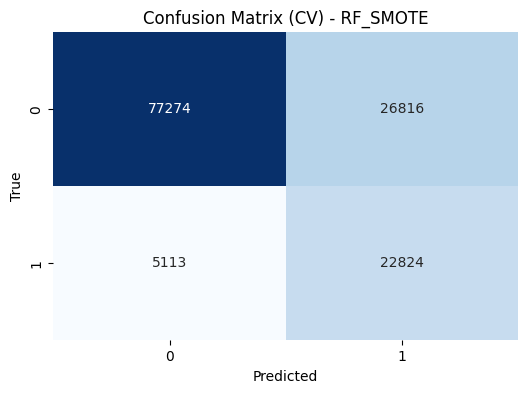 Confusion Matrix (CV) - RF_SMOTE
True
0
77274
26816
1
5113
22824
0
1
Predicted